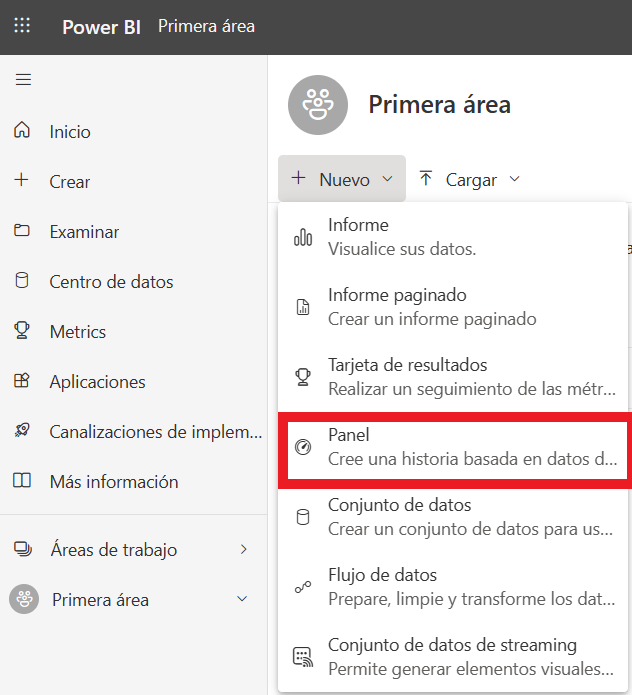 Power BI Primera área
Primera área
Inicio
Crear
Examinar
Centro de datos
Metrics
Aplicaciones
Canalizaciones de implem...
Más información
Áreas de trabajo
Primera área
Nuevo
Cargar
Informe
Visualice sus datos.
Informe paginado
Crear un informe paginado
Tarjeta de resultados
Realizar un seguimiento de las métr...
Panel
Cree una historia basada en datos d...
Conjunto de datos
Crear un conjunto de datos para us...
Flujo de datos
Prepare, limpie y transforme los dat...
Conjunto de datos de streaming
Permite generar elementos visuales...